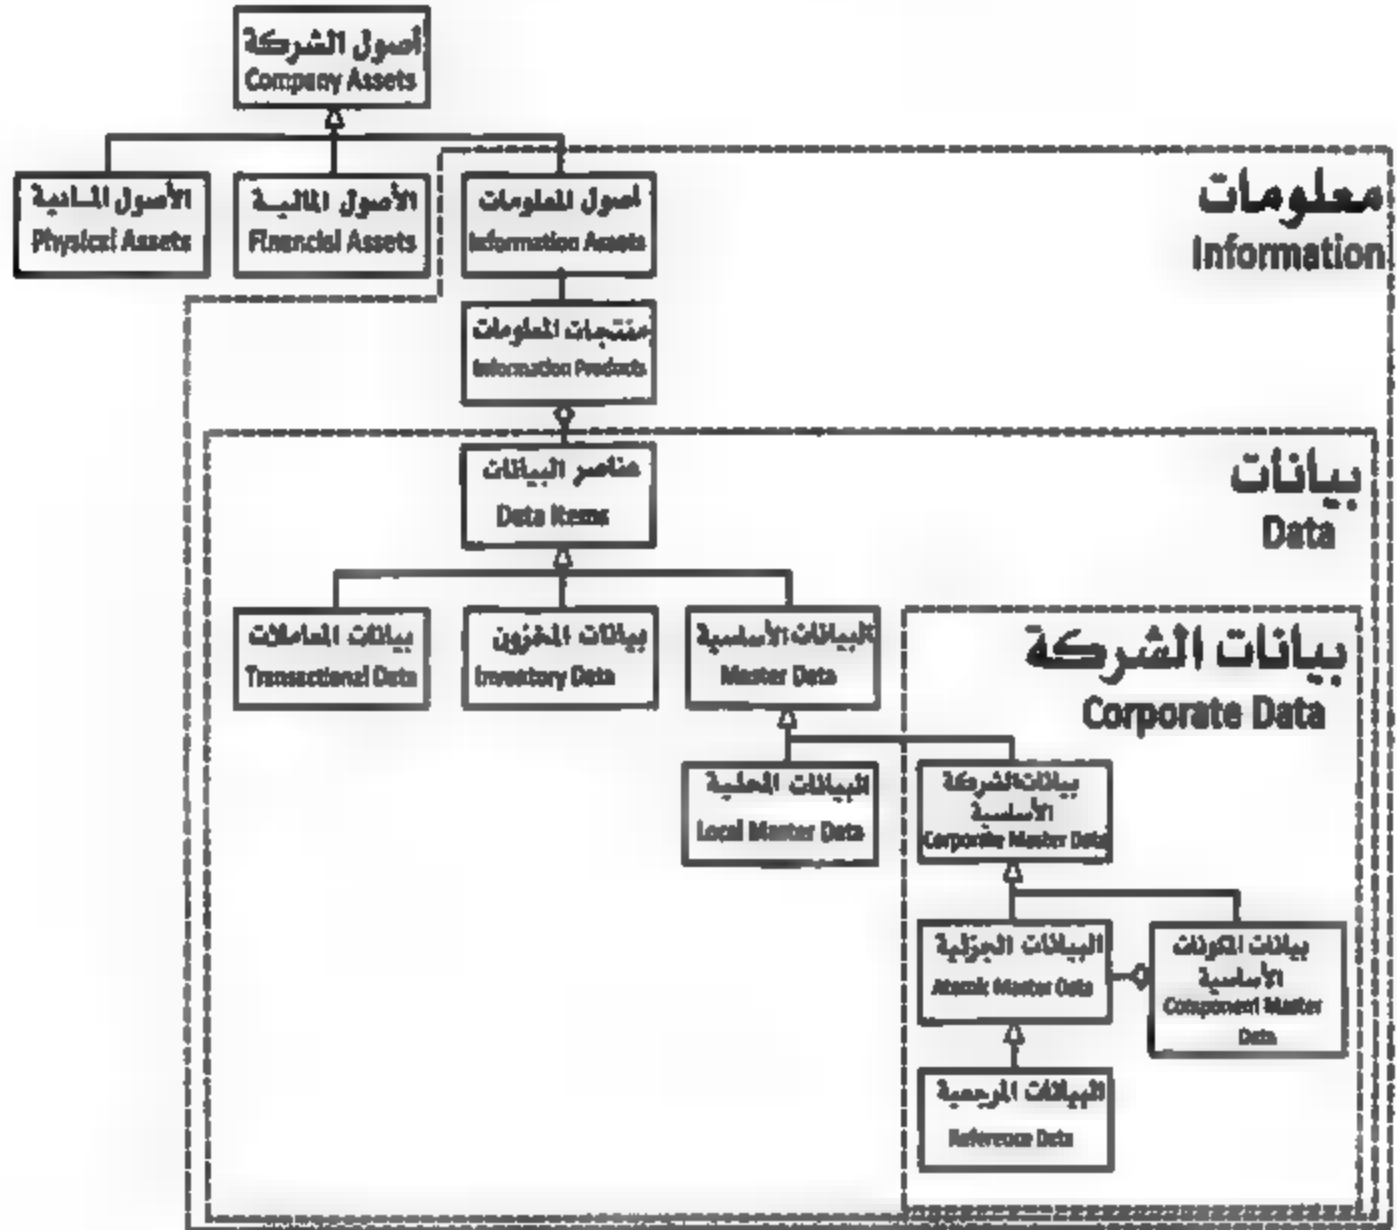 أصول الشركة
Company Assets
الأصول المادية
Physical Assets
الأصول المالية
Financial Assets
أصول المعلومات
Information Assets
معلومات
Information
منتجات المعلومات
Information Products
عناصر البيانات
Data Items
بيانات
Data
بيانات المعاملات
Transactional Data
بيانات المخزون
Inventory Data
البيانات الأساسية
Master Data
بيانات الشركة
Corporate Data
البيانات المحلية
Local Master Data
بيانات الشركة
الأساسية
Corporate Master Data
البيانات الجزئية
Atomic Master Data
بيانات المكونات
الأساسية
Component Master
Data
البيانات المرجعية
Reference Data